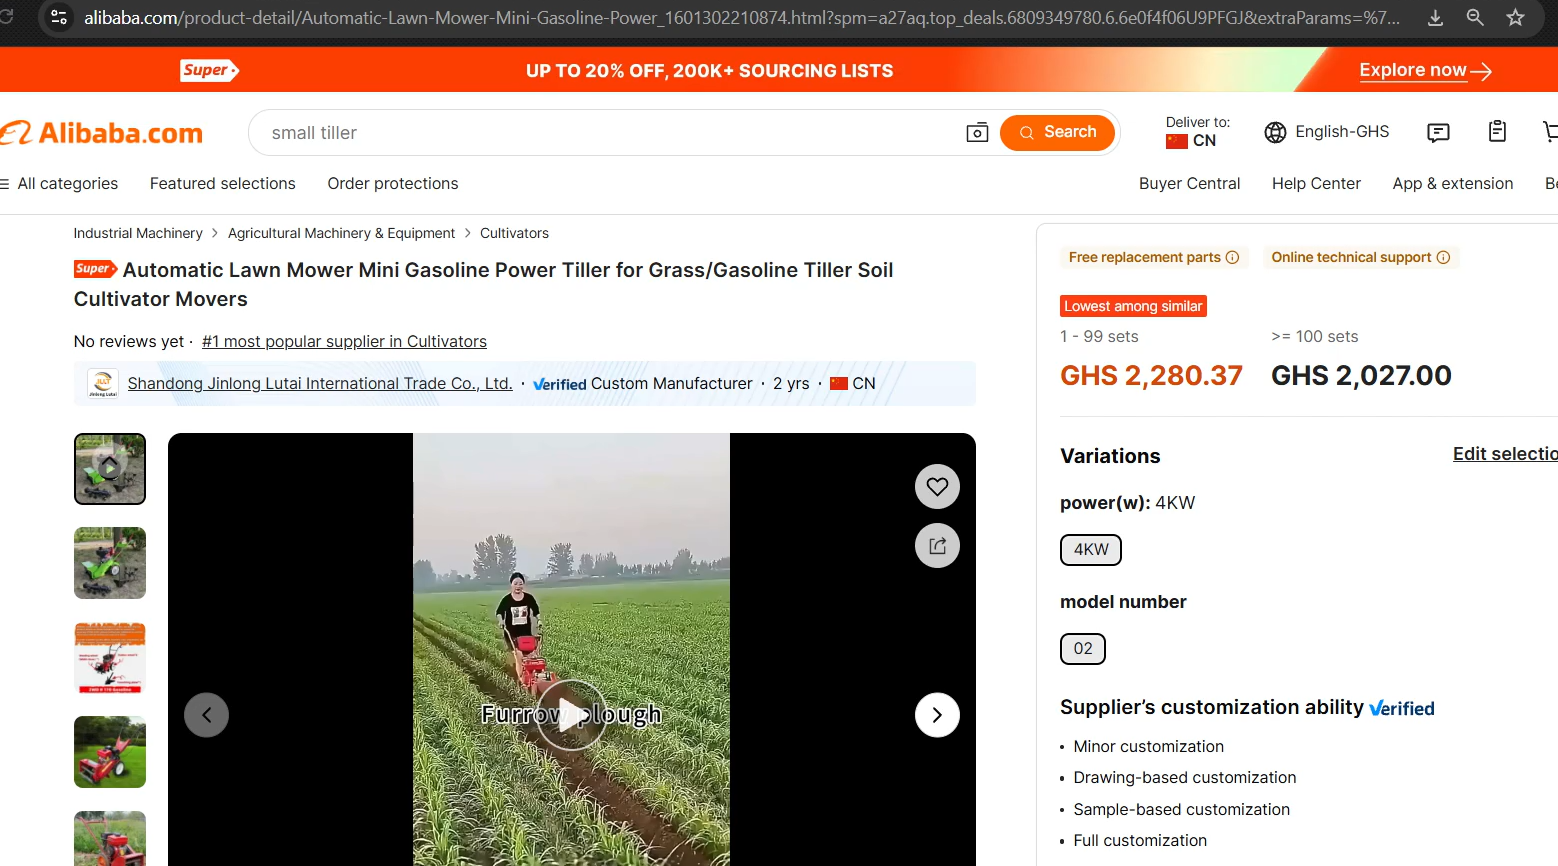 alibaba.com/product-detail/Automatic-Lawn-Mower-Mini-Gasoline-Power_1601302210874.html?spm=a27aq.top_deals.6809349780.6.6e0f4f06U9PFGJ&extraParams=%7...
Super
UP TO 20% OFF, 200K+ SOURCING LISTS
Explore now
Alibaba.com
small tiller
Search
Deliver to:
CN
English-GHS
All categories
Featured selections
Order protections
Buyer Central
Help Center
App & extension
Industrial Machinery > Agricultural Machinery & Equipment > Cultivators
Super Automatic Lawn Mower Mini Gasoline Power Tiller for Grass/Gasoline Tiller Soil
Cultivator Movers
No reviews yet · #1 most popular supplier in Cultivators
Shandong Jinlong Lutai International Trade Co., Ltd. · Verified Custom Manufacturer · 2 yrs · CN
Furrow plough
Free replacement parts
Online technical support
Lowest among similar
1 - 99 sets
>= 100 sets
GHS 2,280.37
GHS 2,027.00
Variations
Edit selectio
power(w): 4KW
4KW
model number
02
Supplier's customization ability Verified
• Minor customization
• Drawing-based customization
• Sample-based customization
• Full customization